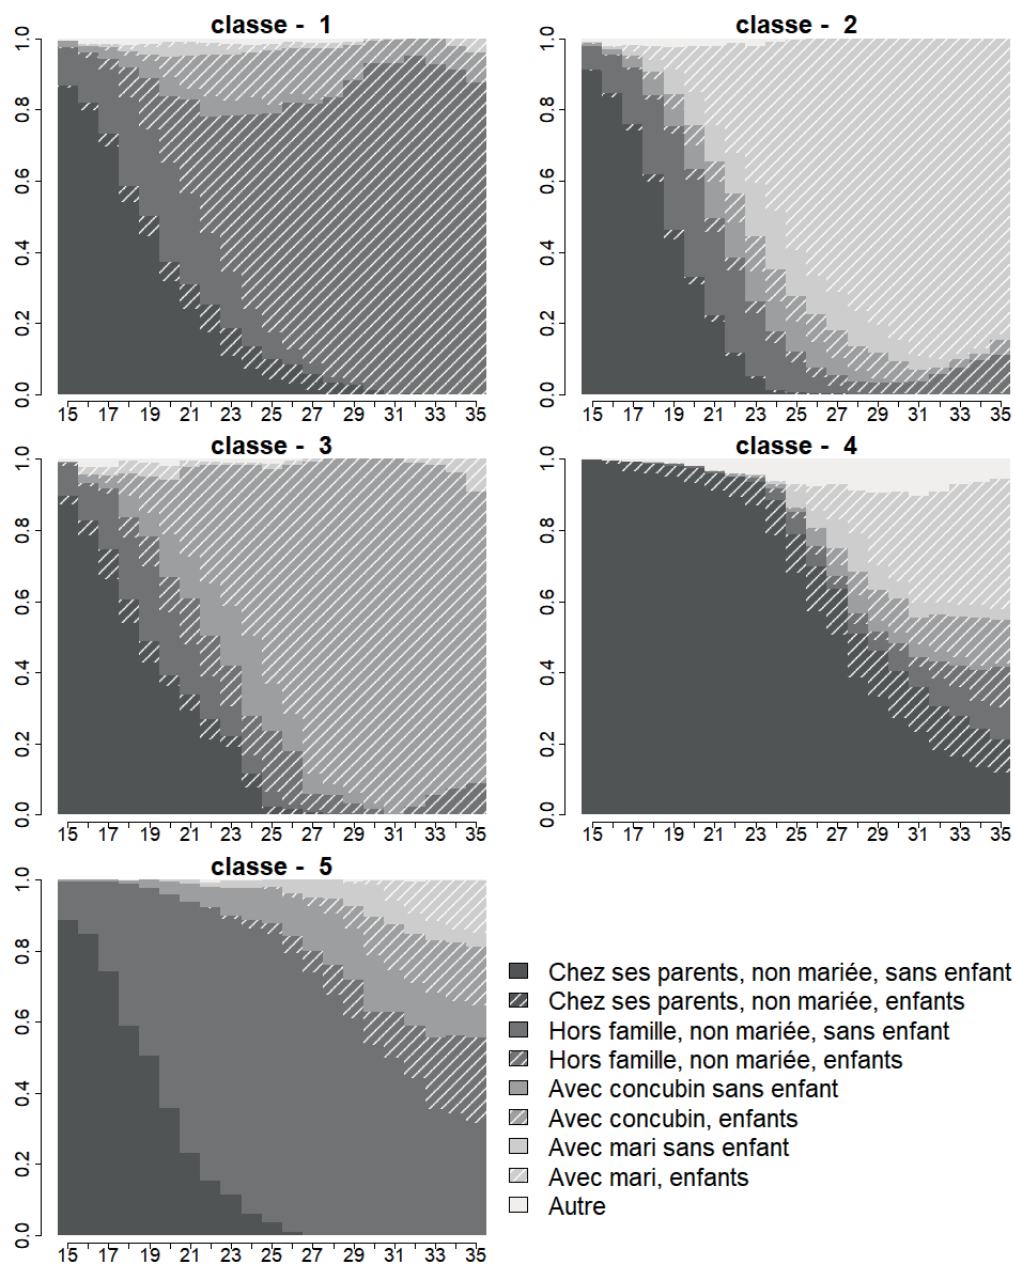 classe - 1
classe - 2
0.0 0.2 0.4 0.6 0.8 1.0
0.0 0.2 0.4 0.6 0.8 1.0
15 17 19 21 23 25 27 29 31 33 35
15 17 19 21 23 25 27 29 31 33 35
classe - 3
classe - 4
0.0 0.2 0.4 0.6 0.8 1.0
0.0 0.2 0.4 0.6 0.8 1.0
15 17 19 21 23 25 27 29 31 33 35
15 17 19 21 23 25 27 29 31 33 35
classe - 5
0.0 0.2 0.4 0.6 0.8 1.0
15 17 19 21 23 25 27 29 31 33 35
Chez ses parents, non mariée, sans enfant
Chez ses parents, non mariée, enfants
Hors famille, non mariée, sans enfant
Hors famille, non mariée, enfants
Avec concubin sans enfant
Avec concubin, enfants
Avec mari sans enfant
Avec mari, enfants
Autre